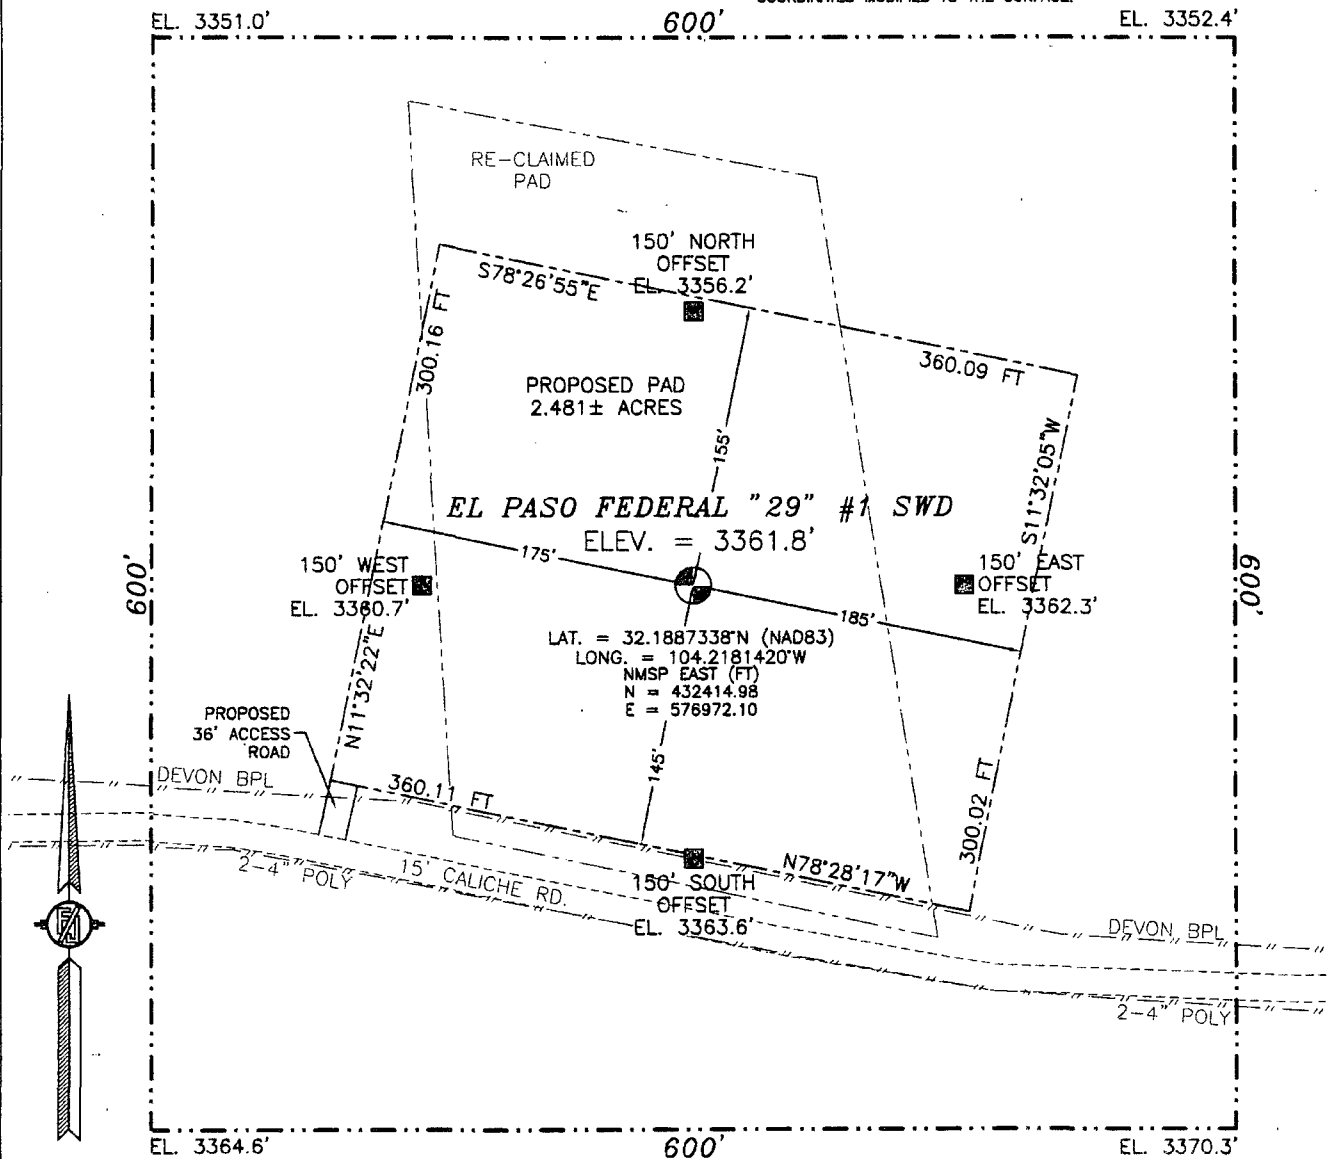 COORDINATES MODIFIED TO THE SURFACE.
EL. 3351.0'
600'
EL. 3352.4'
RE-CLAIMED
PAD
150' NORTH
OFFSET
EL. 3356.2'
S78°26'55"E
300.16 FT
360.09 FT
PROPOSED PAD
2.481± ACRES
155'
S11°32'05"W
EL PASO FEDERAL "29" #1 SWD
ELEV. = 3361.8'
175'
600'
150' WEST
OFFSET
EL. 3360.7'
150' EAST
OFFSET
EL. 3362.3'
600'
185'
LAT. = 32.1887338°N (NAD83)
LONG. = 104.2181420°W
NMSP EAST (FT)
N = 432414.98
E = 576972.10
N11°32'22"E
PROPOSED
36' ACCESS
ROAD
145'
DEVON BPL
360.11 FT
300.02 FT
2-4" POLY
15' CALICHE RD.
N78°28'17"W
150' SOUTH
OFFSET
EL. 3363.6'
DEVON BPL
2-4" POLY
EL. 3364.6'
600'
EL. 3370.3'